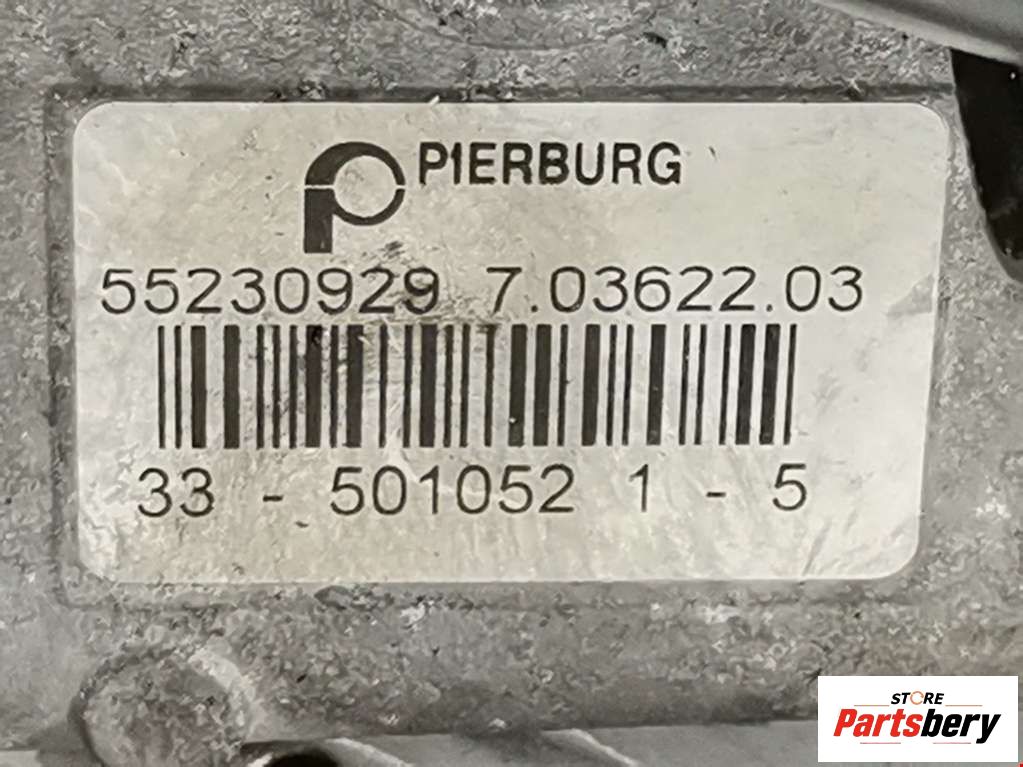 PIERBURG
55230929 7.03622.03
33 - 501052 1 - 5
STORE
Partsbery